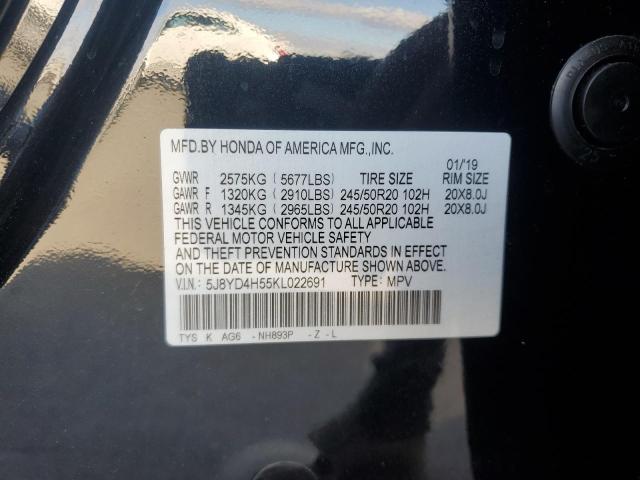 MFD.BY HONDA OF AMERICA MFG.,INC.
01/19
GVWR 2575KG (5677LBS) TIRE SIZE RIM SIZE
GAWR F 1320KG (2910LBS) 245/50R20 102H 20X8.0J
GAWR R 1345KG (2965LBS) 245/50R20 102H 20X8.0J
THIS VEHICLE CONFORMS TO ALL APPLICABLE
FEDERAL MOTOR VEHICLE SAFETY
AND THEFT PREVENTION STANDARDS IN EFFECT
ON THE DATE OF MANUFACTURE SHOWN ABOVE.
V.I.N.: 5J8YD4H55KL022691 TYPE: MPV
TYS K AG6 -NH893P -Z-L